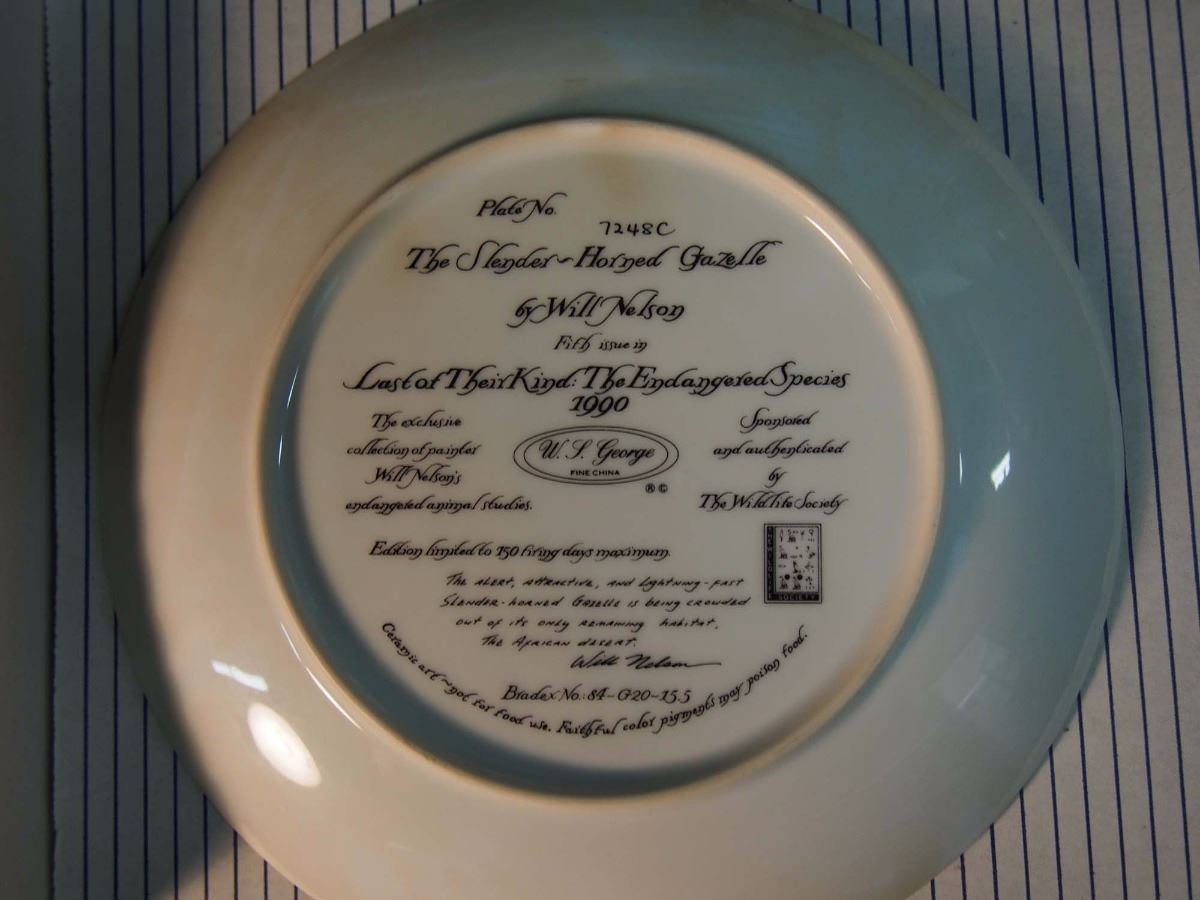 Plate No.
7248C
The Slender-Horned Gazelle
by Will Nelson
Fifth issue in
Last of Their Kind: The Endangered Species
1990
The exclusive
collection of painter
Will Nelson's
endangered animal studies.
W. S. George
FINE CHINA
® ©
Sponsored
and authenticated
by
The Wildlife Society
Edition limited to 150 firing days maximum.
THE WILDLIFE
SOCIETY
The alert, attractive, and lightning-fast
Slender-horned Gazelle is being crowded
out of its only remaining habitat,
The African desert.
Will Nelson
Bradex No.: 84-G20-15.5
Ceramic art ~ not for food use. Faithful color pigments may poison food.